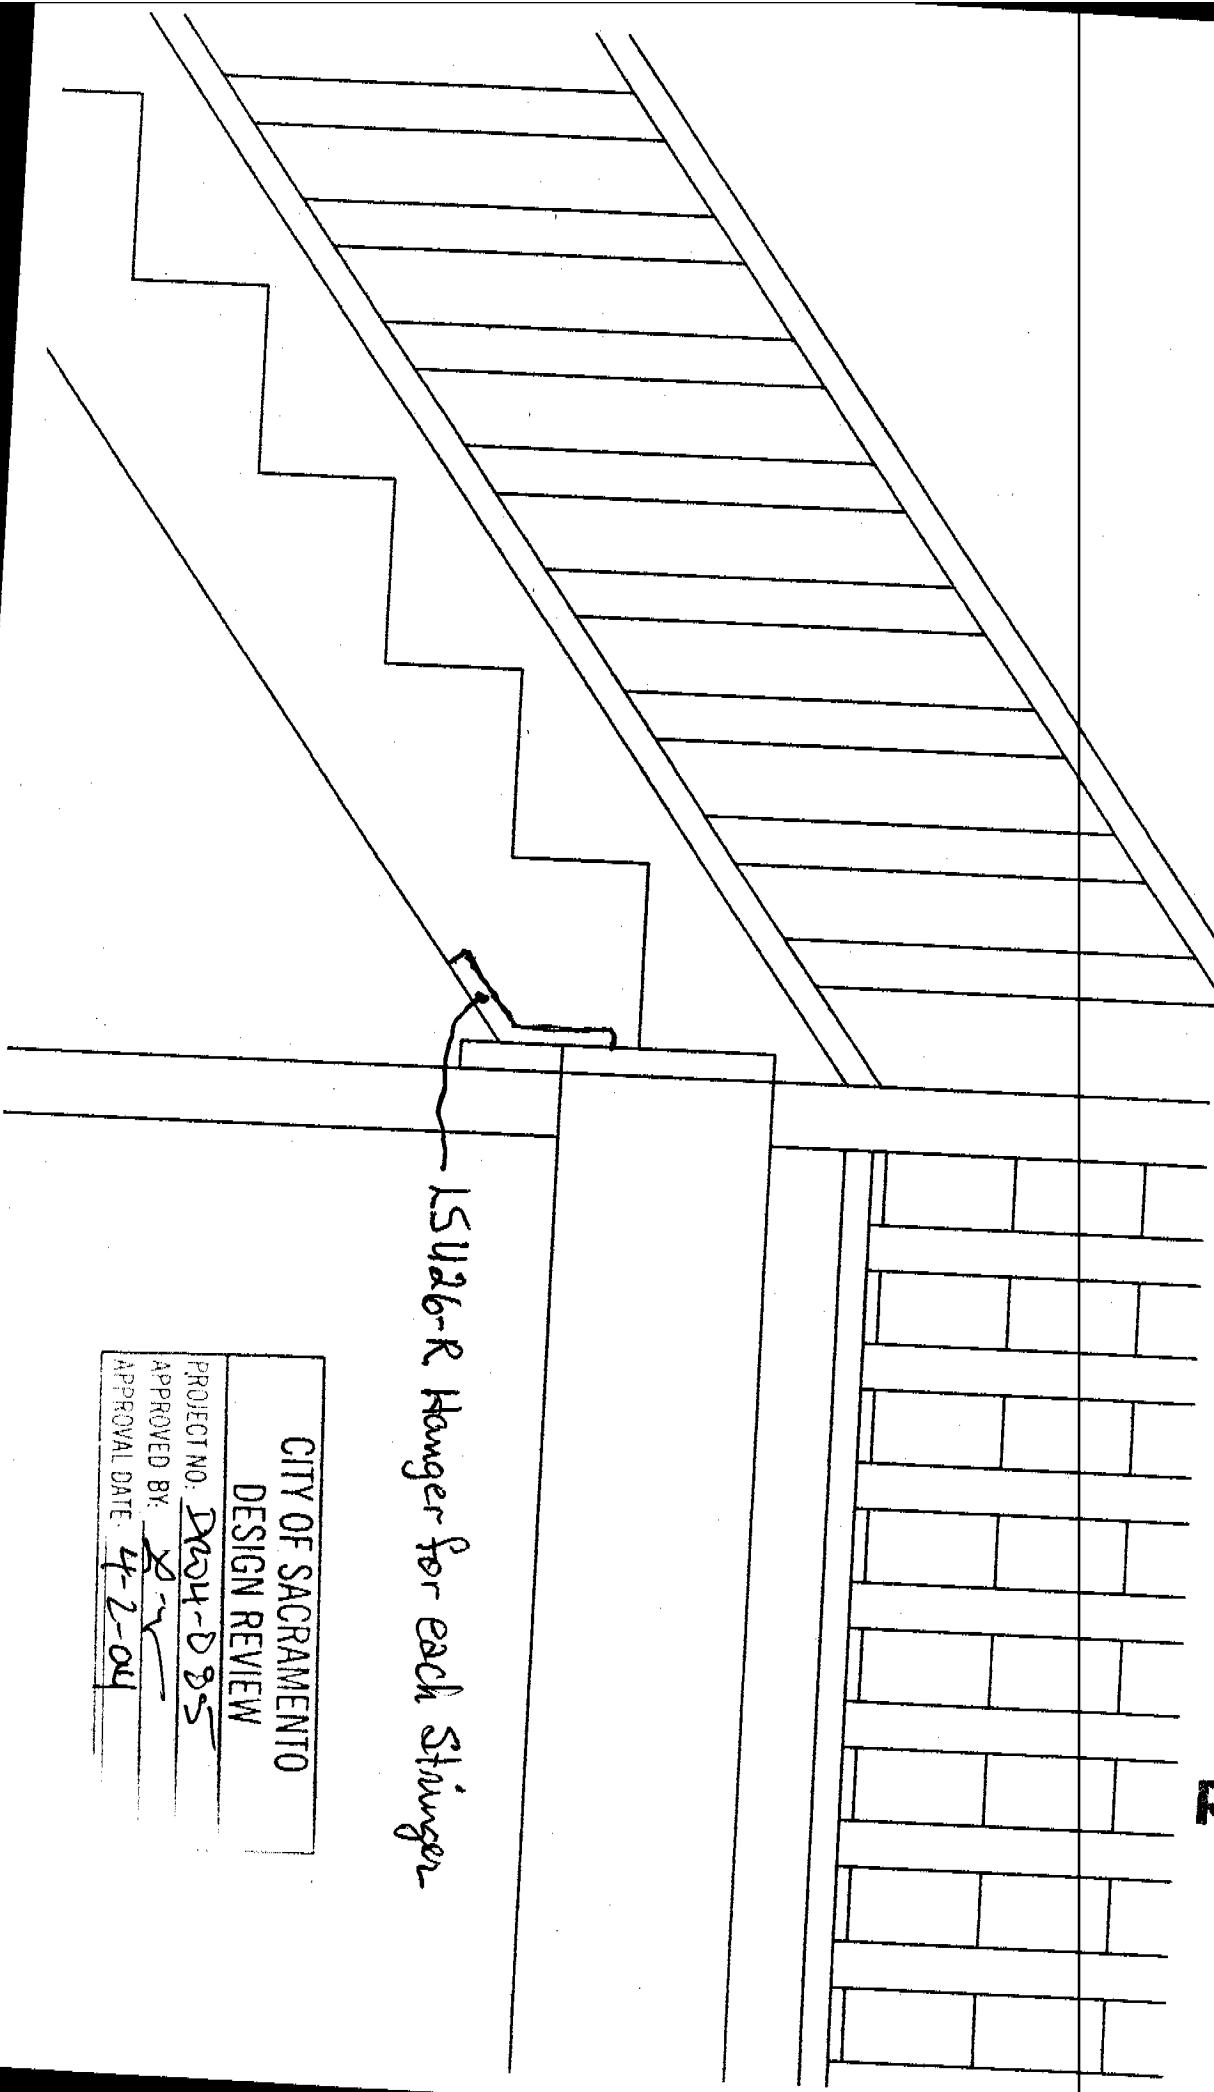 LSU26-R Hanger for each Stringer
CITY OF SACRAMENTO
DESIGN REVIEW
PROJECT NO: DR04-085
APPROVED BY:
APPROVAL DATE: 4-2-04